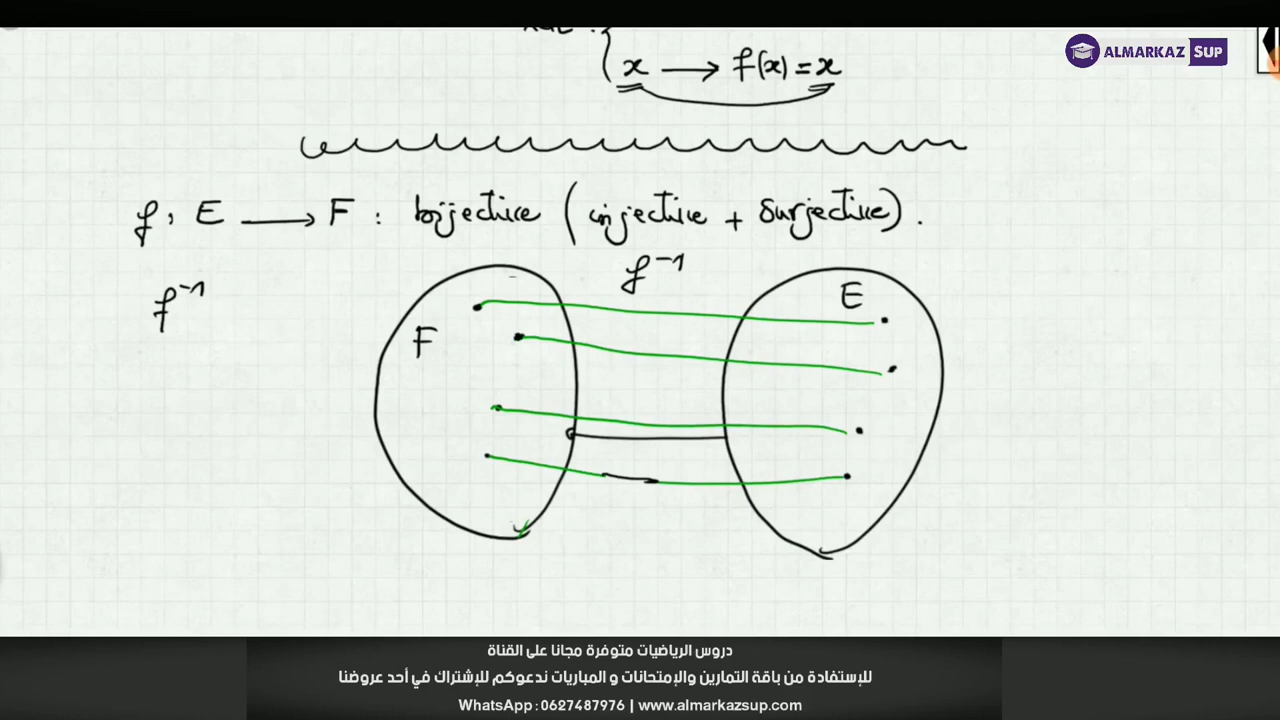 ALMARKAZ SUP
x ⟶ f(x) = x
f : E ⟶ F : bijective (injective + surjective).
f⁻¹
f⁻¹
E
F
دروس الرياضيات متوفرة مجانا على القناة
للإستفادة من باقة التمارين والإمتحانات و المباريات ندعوكم للإشتراك في أحد عروضنا
WhatsApp : 0627487976 | www.almarkazsup.com